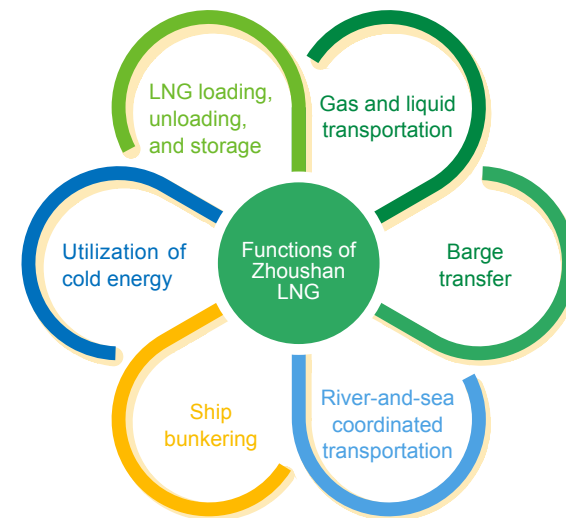 LNG loading,
unloading,
and storage
Gas and liquid
transportation
Utilization of
cold energy
Functions of
Zhoushan
LNG
Barge
transfer
Ship
bunkering
River-and-sea
coordinated
transportation